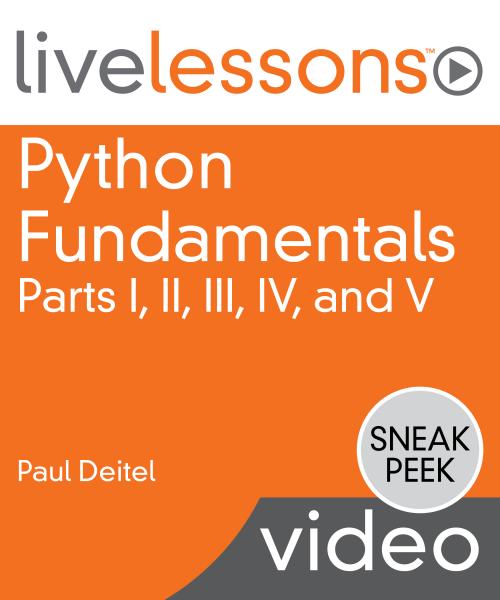 livelessons™
Python
Fundamentals
Parts I, II, III, IV, and V
SNEAK
PEEK
Paul Deitel
video